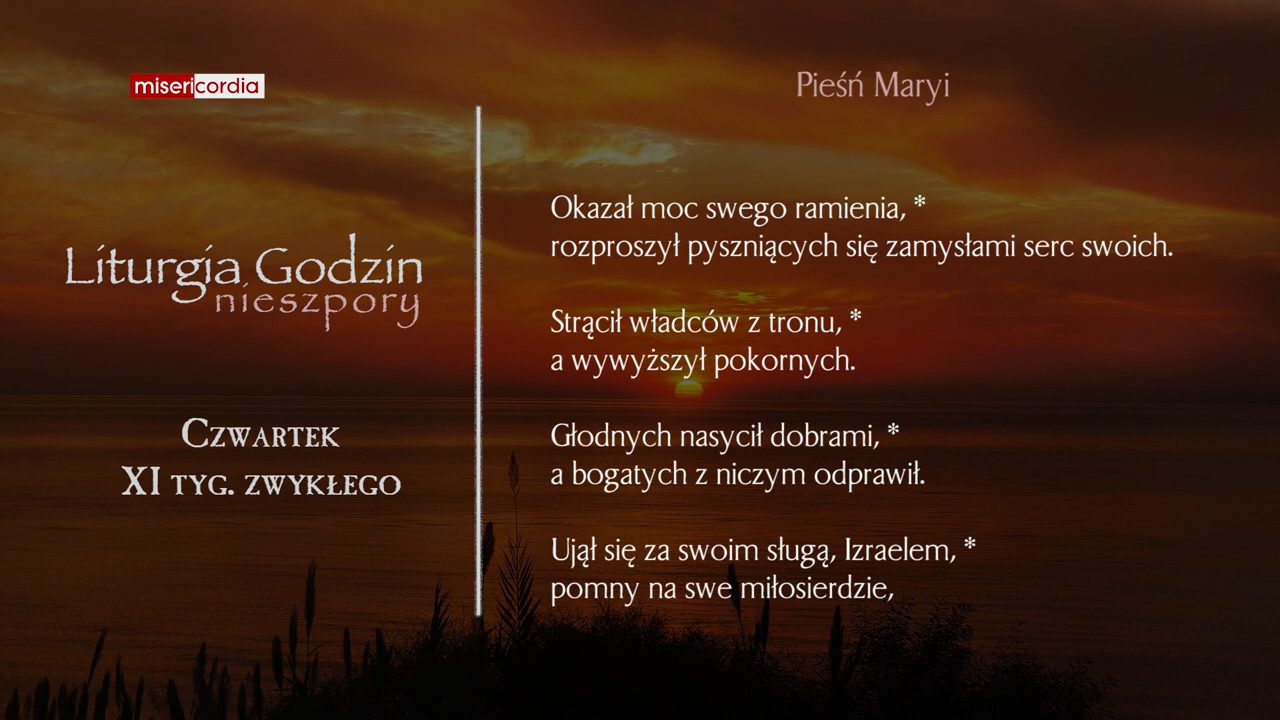 misericordia
Liturgia Godzin
nieszpory
Czwartek
XI tyg. zwykłego
Pieśń Maryi
Okazał moc swego ramienia, *
rozproszył pyszniących się zamysłami serc swoich.
Strącił władców z tronu, *
a wywyższył pokornych.
Głodnych nasycił dobrami, *
a bogatych z niczym odprawił.
Ujął się za swoim sługą, Izraelem, *
pomny na swe miłosierdzie,